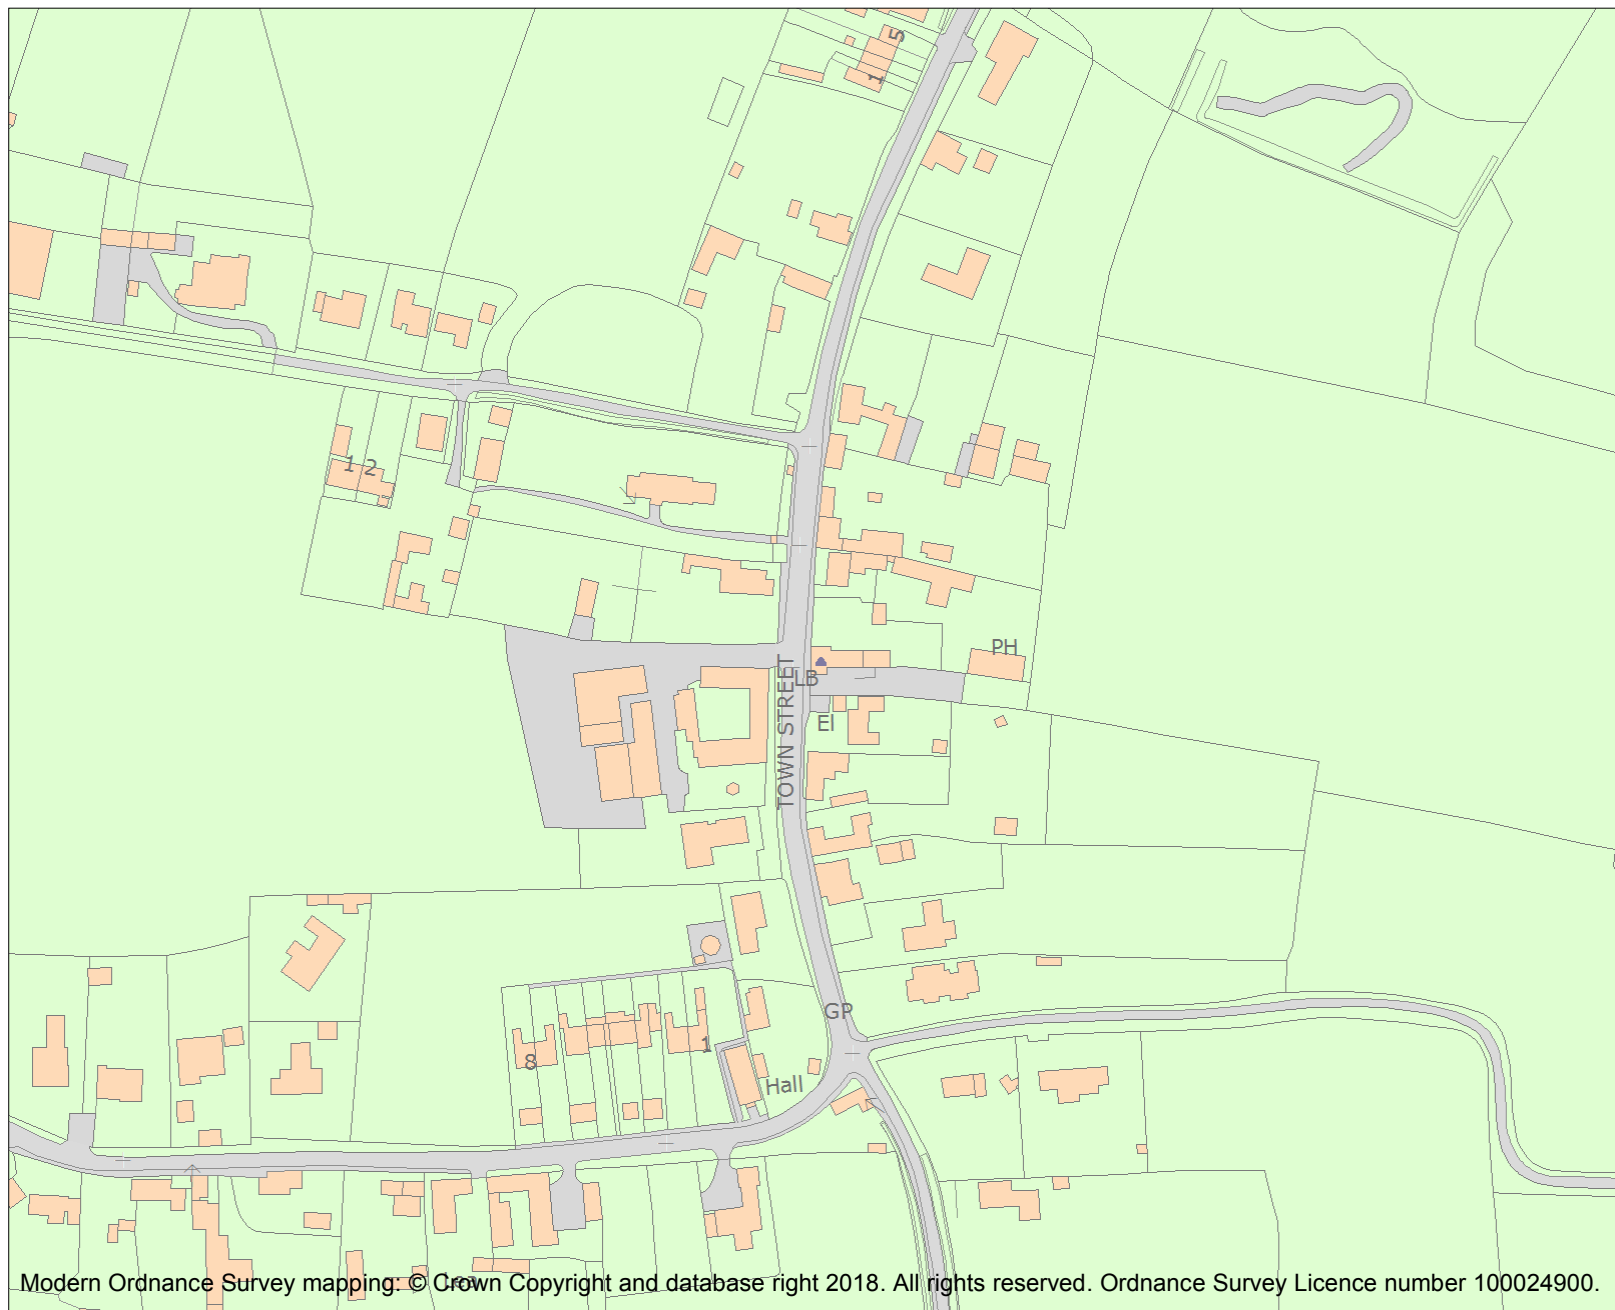 5
1
1 2
PH
LB
TOWN STREET
El
GP
8
1
Hall
Lea
Modern Ordnance Survey mapping: © Crown Copyright and database right 2018. All rights reserved. Ordnance Survey Licence number 100024900.